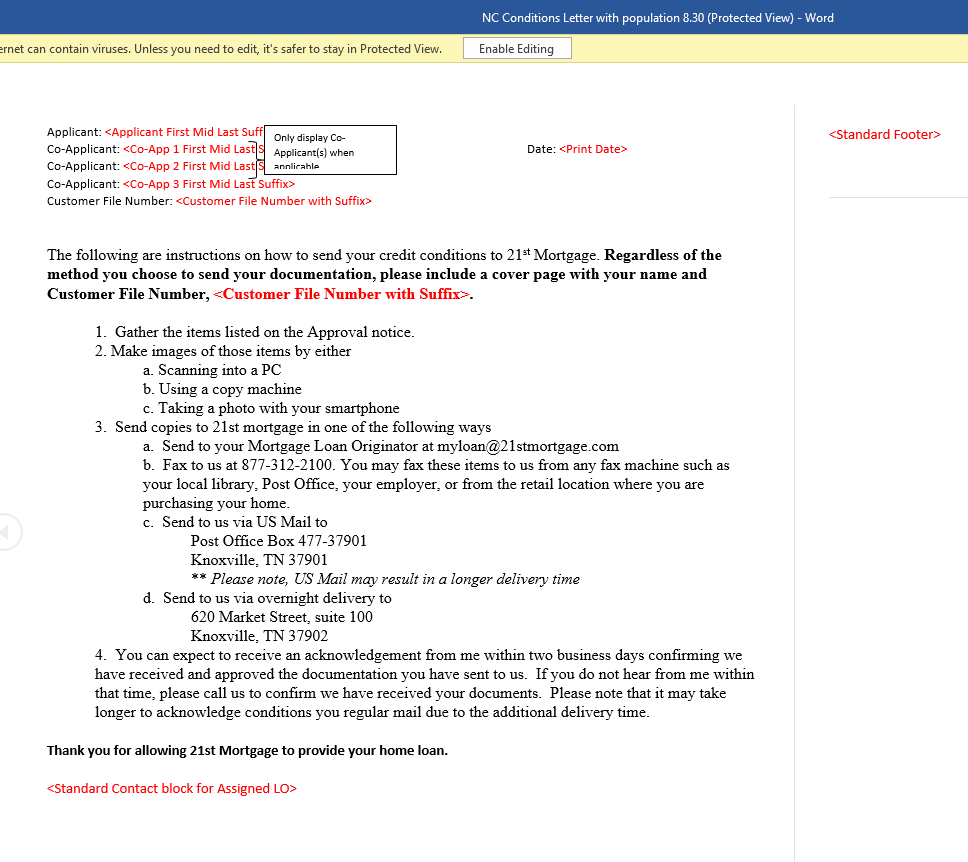 NC Conditions Letter with population 8.30 (Protected View) - Word
ernet can contain viruses. Unless you need to edit, it's safer to stay in Protected View. Enable Editing
Applicant: <Applicant First Mid Last Suff
Co-Applicant: <Co-App 1 First Mid Last S
Co-Applicant: <Co-App 2 First Mid Last S
Co-Applicant: <Co-App 3 First Mid Last Suffix>
Customer File Number: <Customer File Number with Suffix>
Only display Co-
Applicant(s) when
applicable
Date: <Print Date>
<Standard Footer>
The following are instructions on how to send your credit conditions to 21st Mortgage. Regardless of the
method you choose to send your documentation, please include a cover page with your name and
Customer File Number, <Customer File Number with Suffix>.
1. Gather the items listed on the Approval notice.
2. Make images of those items by either
a. Scanning into a PC
b. Using a copy machine
c. Taking a photo with your smartphone
3. Send copies to 21st mortgage in one of the following ways
a. Send to your Mortgage Loan Originator at myloan@21stmortgage.com
b. Fax to us at 877-312-2100. You may fax these items to us from any fax machine such as
your local library, Post Office, your employer, or from the retail location where you are
purchasing your home.
c. Send to us via US Mail to
Post Office Box 477-37901
Knoxville, TN 37901
** Please note, US Mail may result in a longer delivery time
d. Send to us via overnight delivery to
620 Market Street, suite 100
Knoxville, TN 37902
4. You can expect to receive an acknowledgement from me within two business days confirming we
have received and approved the documentation you have sent to us. If you do not hear from me within
that time, please call us to confirm we have received your documents. Please note that it may take
longer to acknowledge conditions you regular mail due to the additional delivery time.
Thank you for allowing 21st Mortgage to provide your home loan.
<Standard Contact block for Assigned LO>